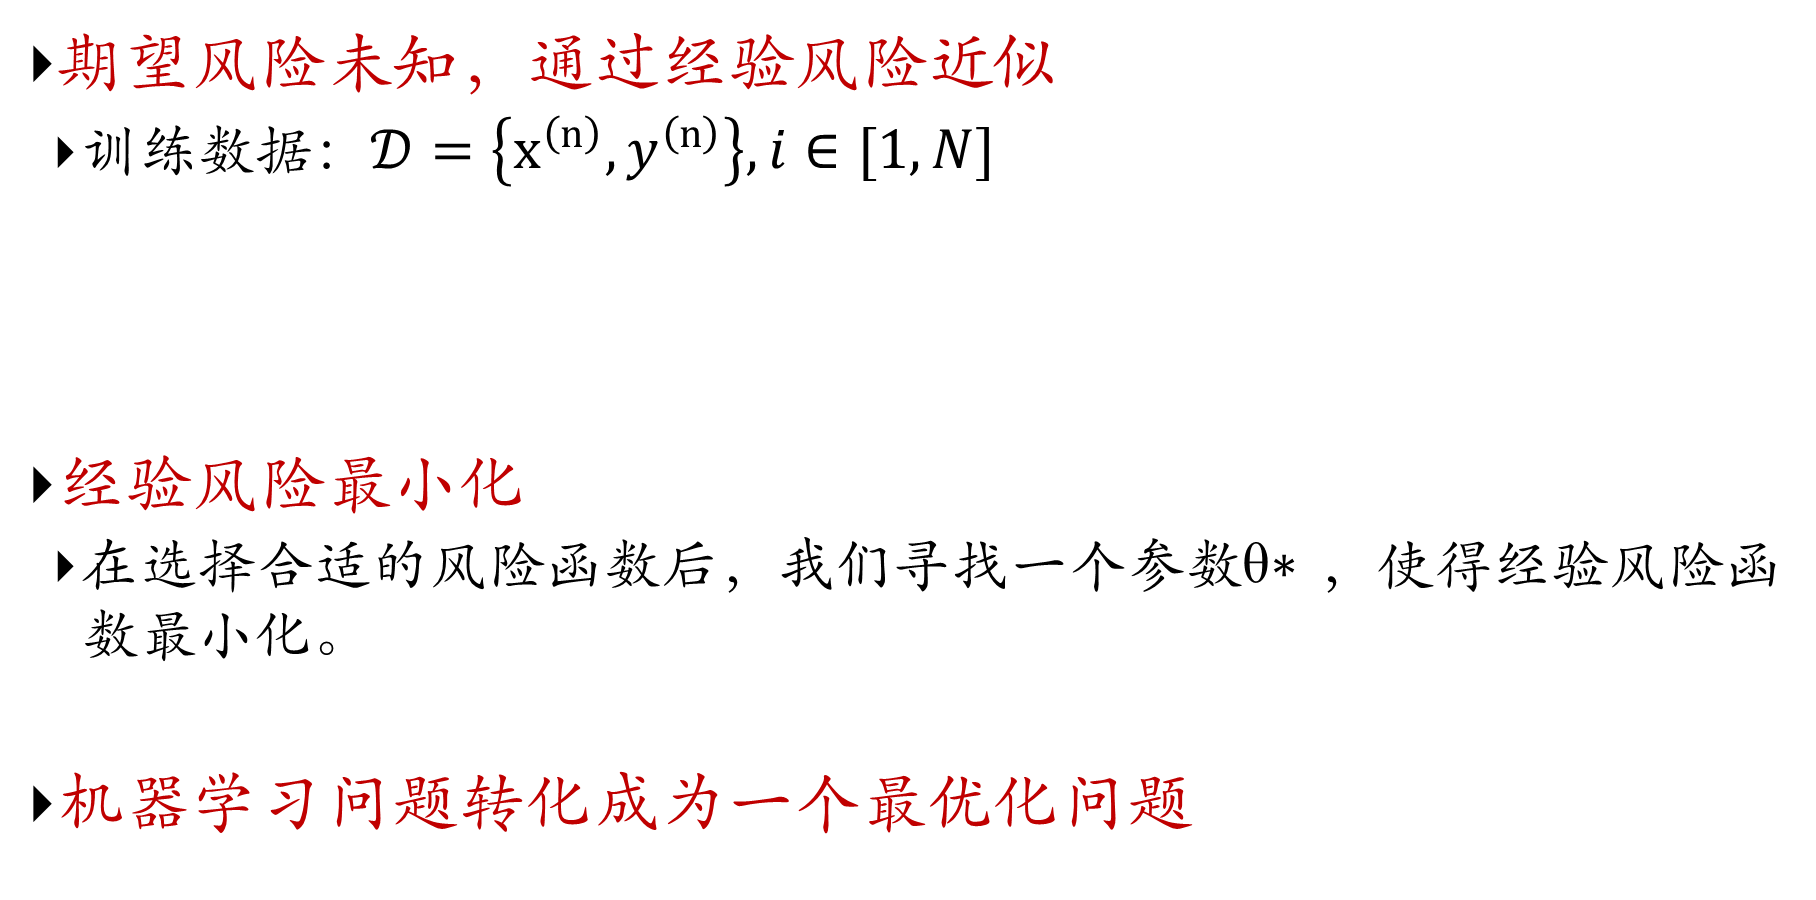 ▶期望风险未知，通过经验风险近似
▶训练数据：𝒟 = {x⁽ⁿ⁾, y⁽ⁿ⁾}, i ∈ [1, N]
▶经验风险最小化
▶在选择合适的风险函数后，我们寻找一个参数θ∗ ，使得经验风险函
数最小化。
▶机器学习问题转化成为一个最优化问题